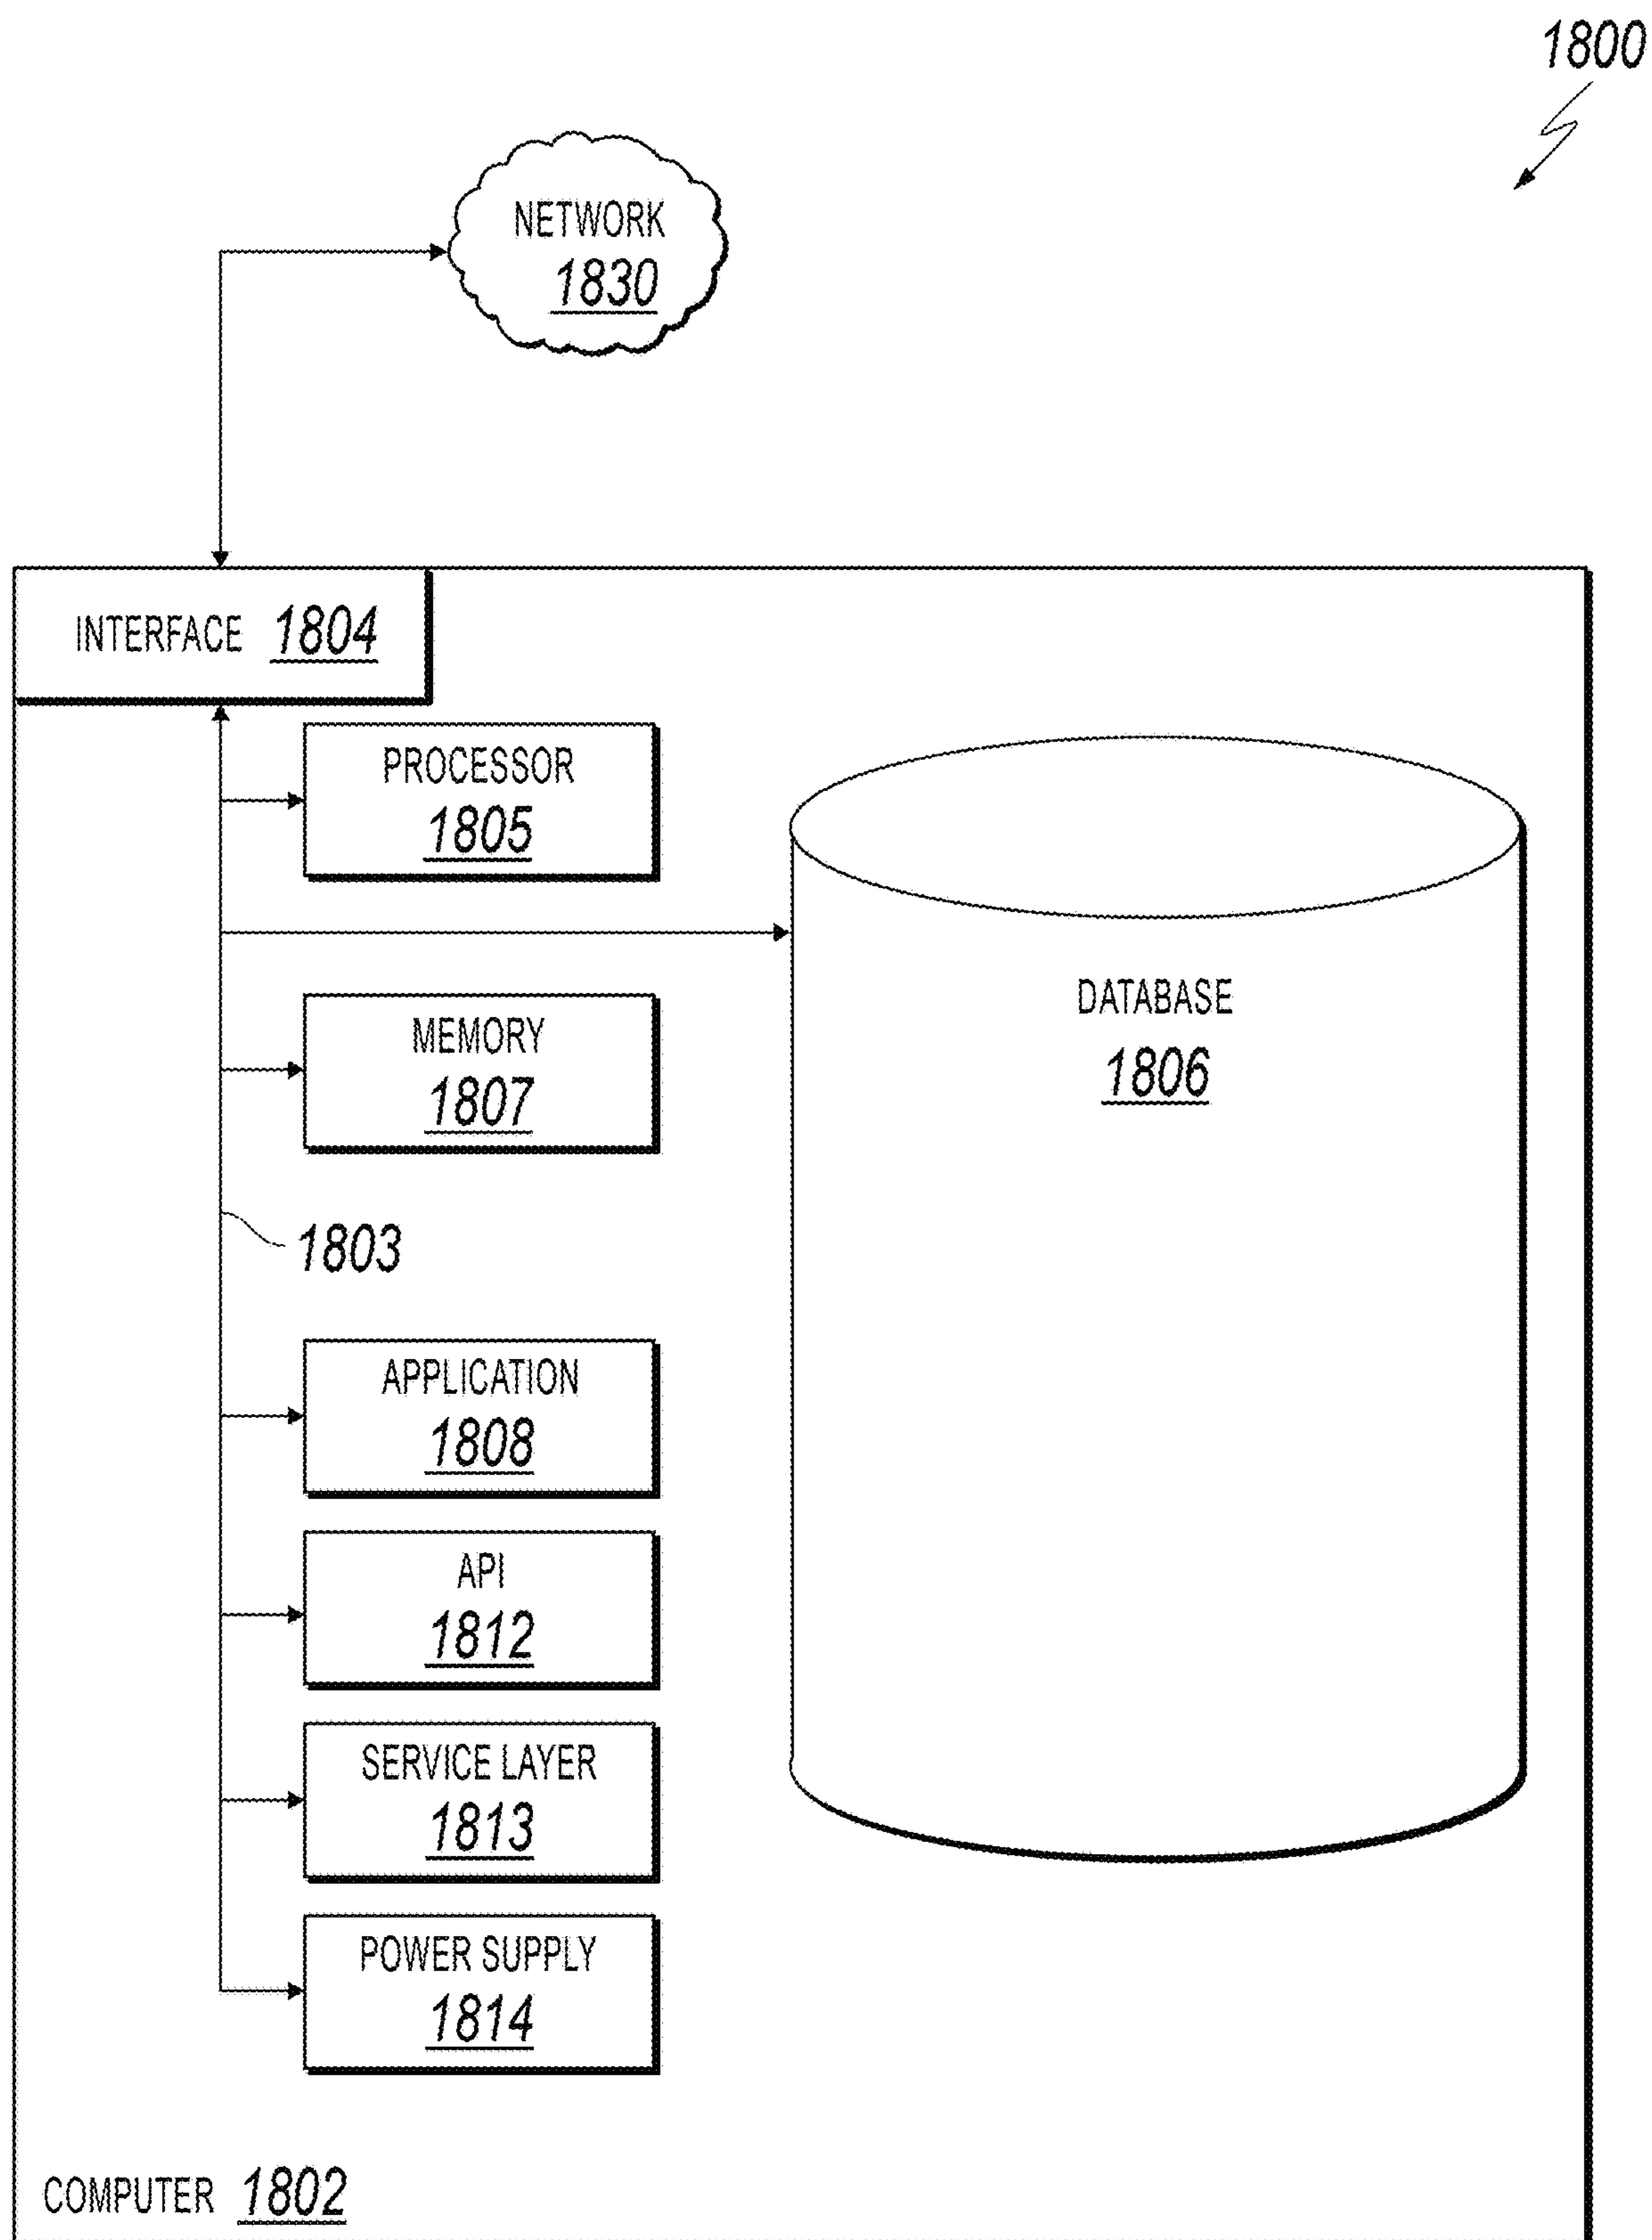 1800
NETWORK
1830
INTERFACE 1804
PROCESSOR
1805
DATABASE
1806
MEMORY
1807
1803
APPLICATION
1808
API
1812
SERVICE LAYER
1813
POWER SUPPLY
1814
COMPUTER 1802